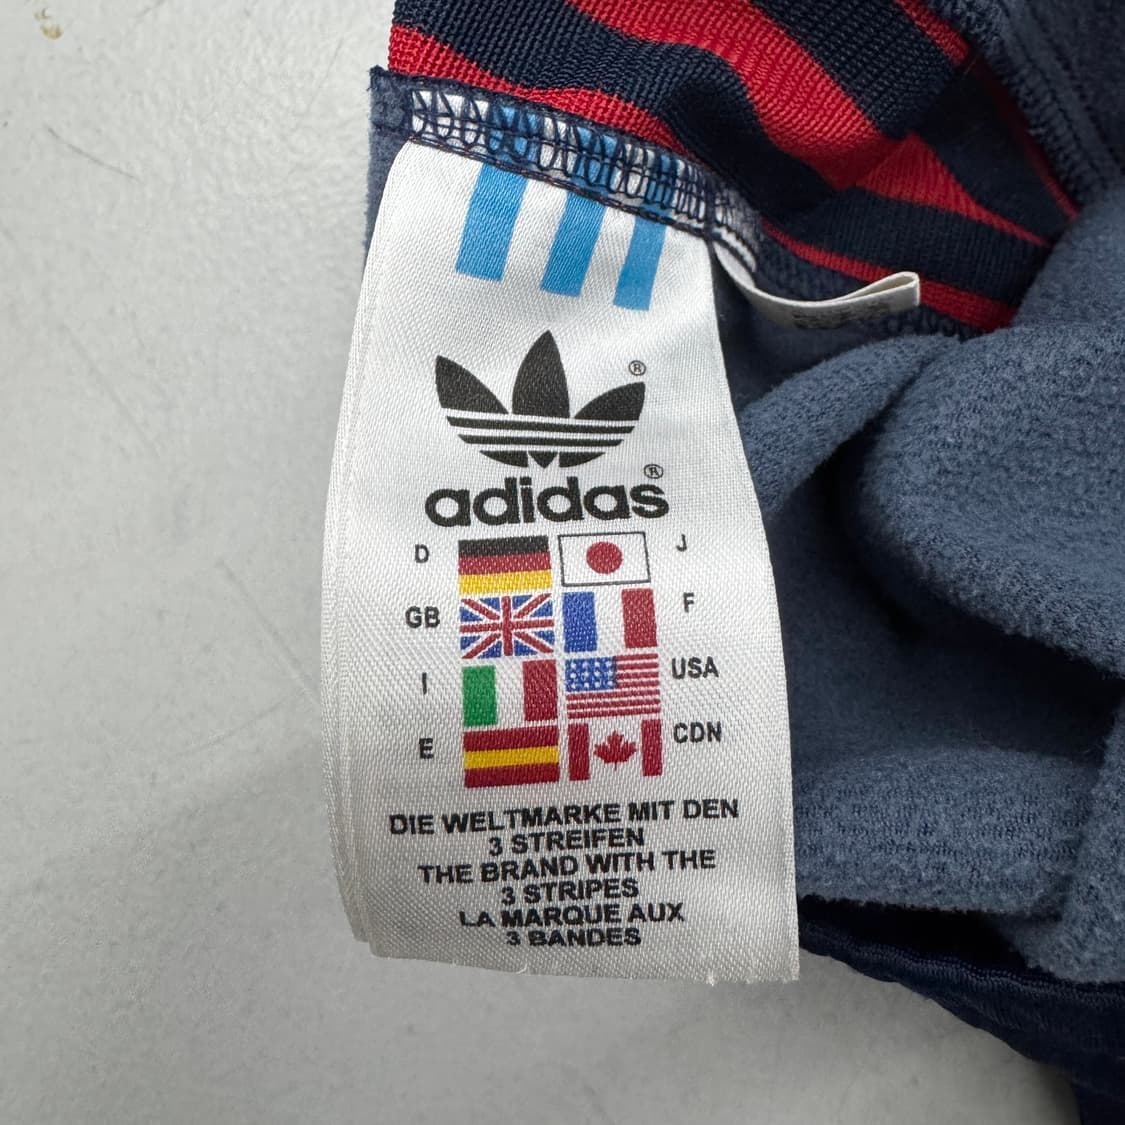 ®
adidas®
D J
GB F
I USA
E CDN
DIE WELTMARKE MIT DEN
3 STREIFEN
THE BRAND WITH THE
3 STRIPES
LA MARQUE AUX
3 BANDES